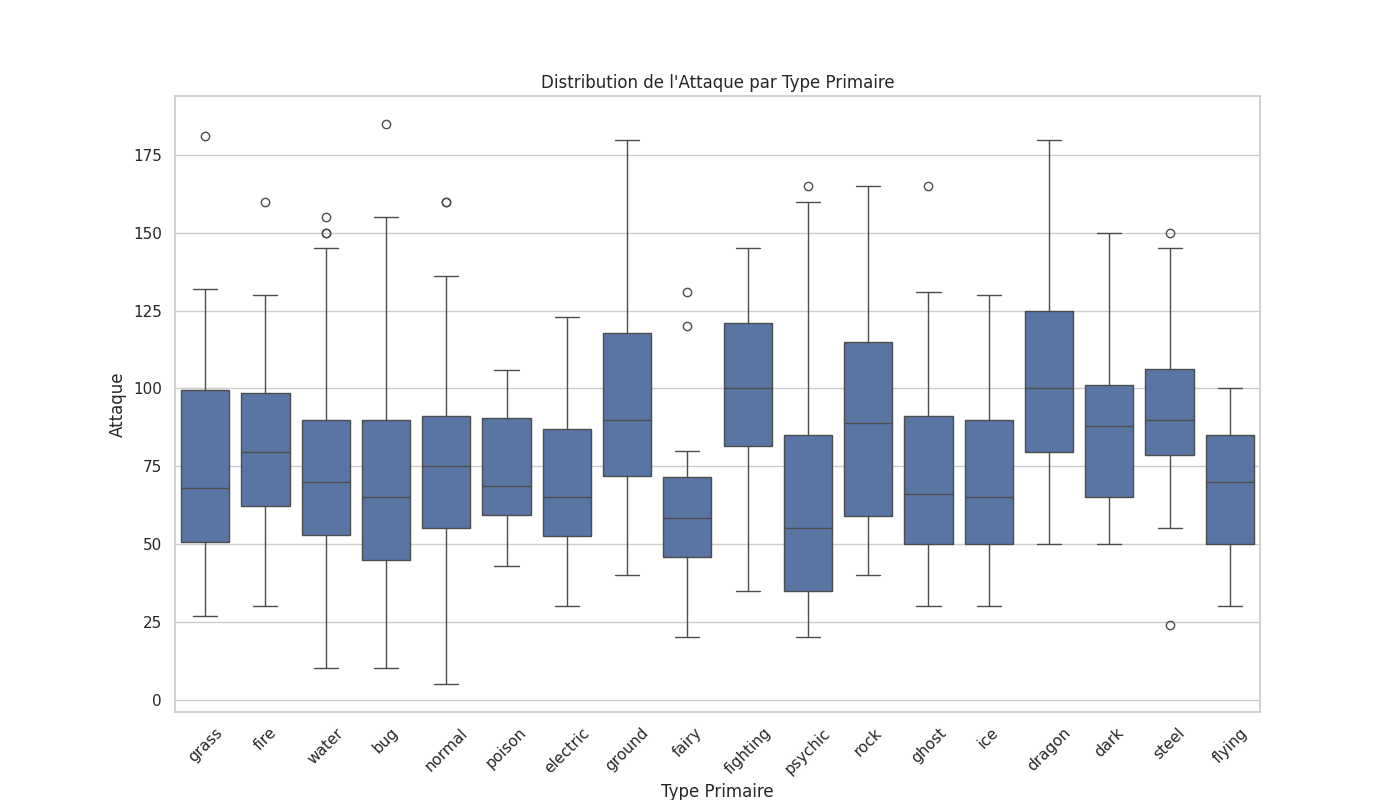 Distribution de l'Attaque par Type Primaire
175
150
125
100
75
50
25
0
Attaque
grass
fire
water
bug
normal
poison
electric
ground
fairy
fighting
psychic
rock
ghost
ice
dragon
dark
steel
flying
Type Primaire